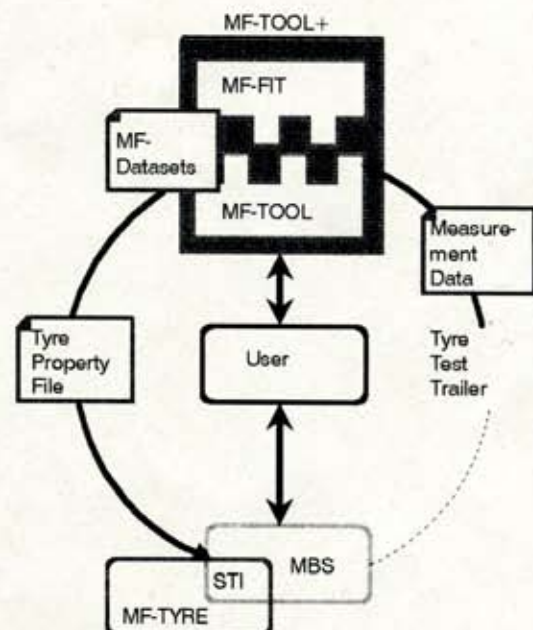 MF-TOOL+
MF-FIT
MF-
Datasets
MF-TOOL
Measure-
ment
Data
Tyre
Property
File
User
Tyre
Test
Trailer
STI
MBS
MF-TYRE